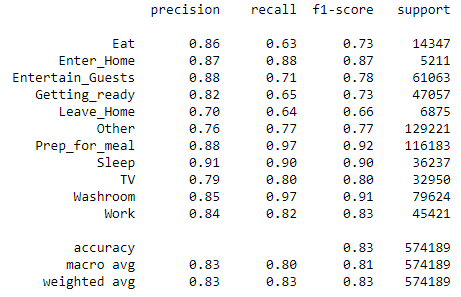 precision recall f1-score support
Eat 0.86 0.63 0.73 14347
Enter_Home 0.87 0.88 0.87 5211
Entertain_Guests 0.88 0.71 0.78 61063
Getting_ready 0.82 0.65 0.73 47057
Leave_Home 0.70 0.64 0.66 6875
Other 0.76 0.77 0.77 129221
Prep_for_meal 0.88 0.97 0.92 116183
Sleep 0.91 0.90 0.90 36237
TV 0.79 0.80 0.80 32950
Washroom 0.85 0.97 0.91 79624
Work 0.84 0.82 0.83 45421
accuracy 0.83 574189
macro avg 0.83 0.80 0.81 574189
weighted avg 0.83 0.83 0.83 574189